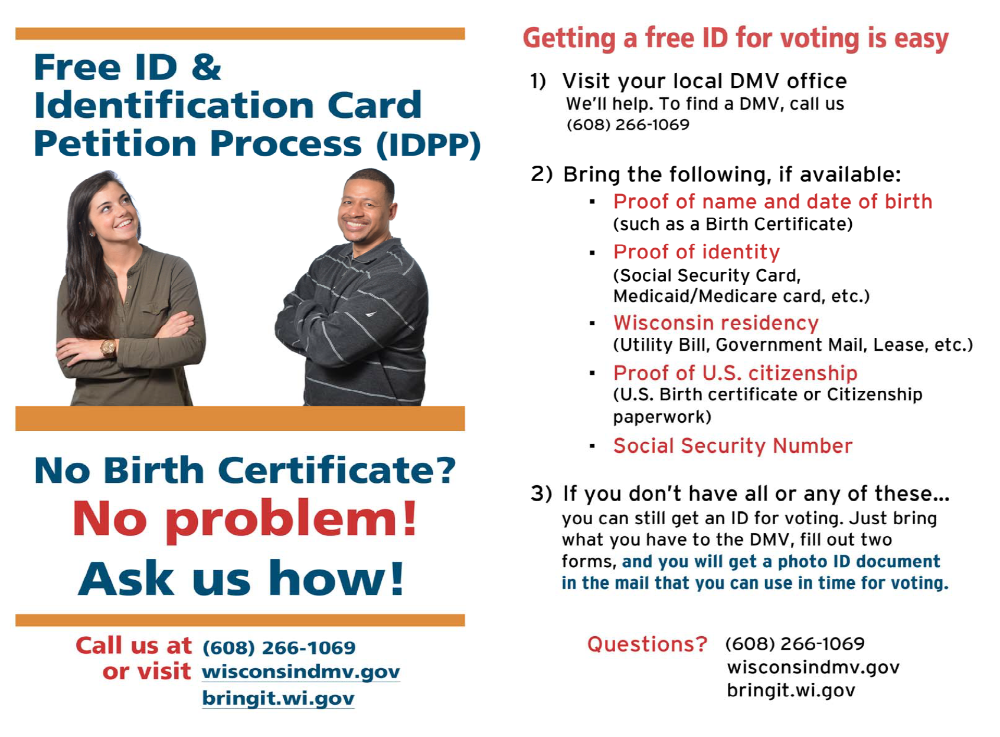 Free ID &
Identification Card
Petition Process (IDPP)
No Birth Certificate?
No problem!
Ask us how!
Call us at (608) 266-1069
or visit wisconsindmv.gov
bringit.wi.gov
Getting a free ID for voting is easy
1) Visit your local DMV office
We'll help. To find a DMV, call us
(608) 266-1069
2) Bring the following, if available:
▪ Proof of name and date of birth
(such as a Birth Certificate)
▪ Proof of identity
(Social Security Card,
Medicaid/Medicare card, etc.)
▪ Wisconsin residency
(Utility Bill, Government Mail, Lease, etc.)
▪ Proof of U.S. citizenship
(U.S. Birth certificate or Citizenship
paperwork)
▪ Social Security Number
3) If you don't have all or any of these...
you can still get an ID for voting. Just bring
what you have to the DMV, fill out two
forms, and you will get a photo ID document
in the mail that you can use in time for voting.
Questions? (608) 266-1069
wisconsindmv.gov
bringit.wi.gov